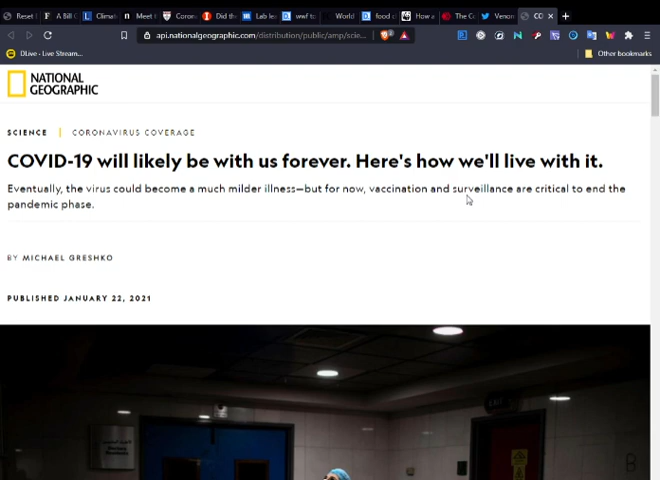 Reset
A Bill G
Climat
Meet
Corona
Did the
Lab lea
wwf to
World
food c
How a
The Co
Venom
CO
api.nationalgeographic.com/distribution/public/amp/scie...
DLive · Live Stream...
Other bookmarks
NATIONAL
GEOGRAPHIC
SCIENCE | CORONAVIRUS COVERAGE
COVID-19 will likely be with us forever. Here's how we'll live with it.
Eventually, the virus could become a much milder illness—but for now, vaccination and surveillance are critical to end the
pandemic phase.
BY MICHAEL GRESHKO
PUBLISHED JANUARY 22, 2021